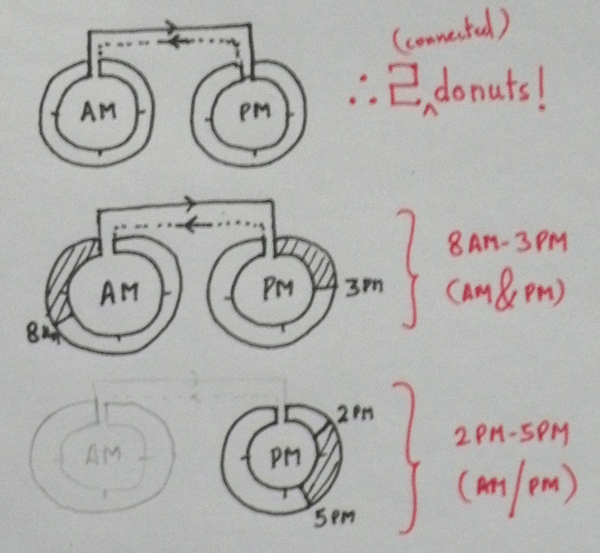 (connected)
∴ 2 ^ donuts!
AM PM
8AM-3PM
AM PM
3PM
(AM & PM)
8AM
2PM
AM PM
2PM-5PM
(AM/PM)
5PM